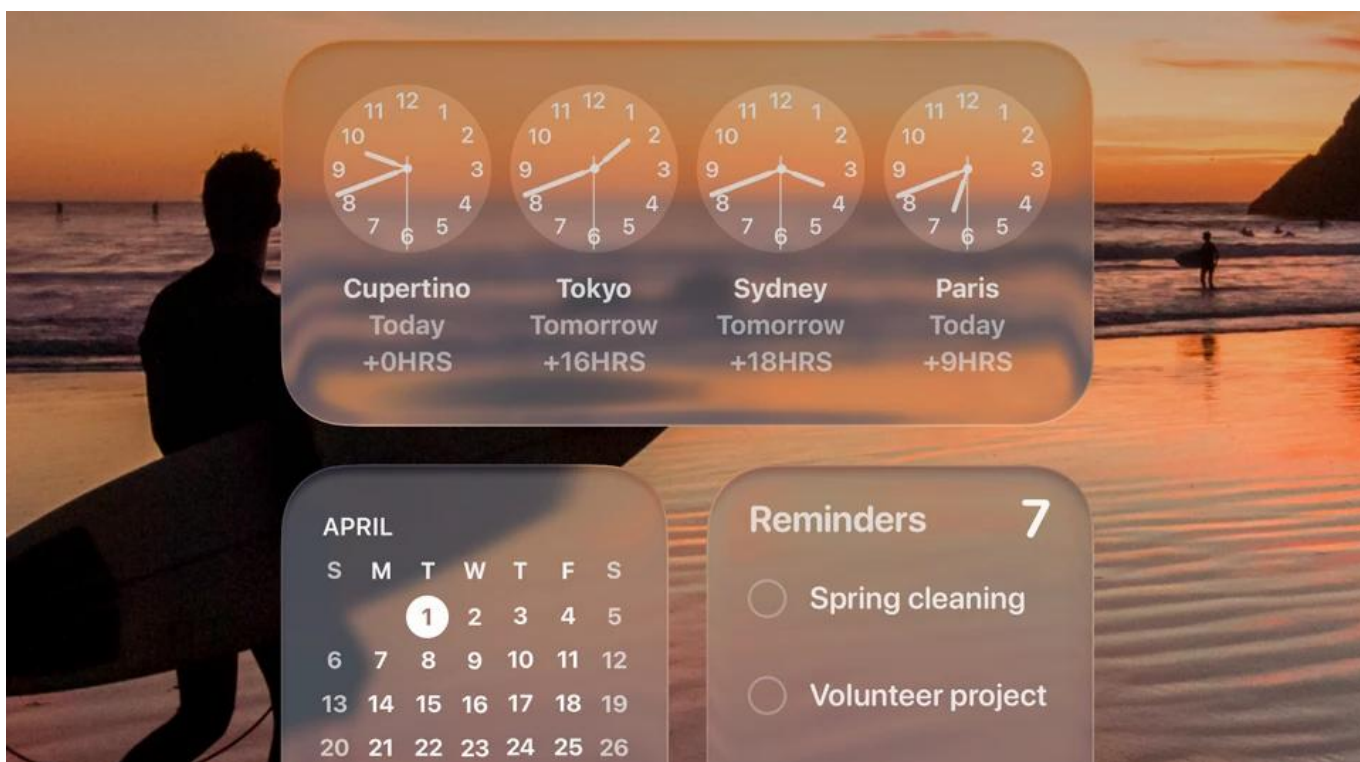 12 1 2 3 4 5 6 7 8 9 10 11
12 1 2 3 4 5 6 7 8 9 10 11
12 1 2 3 4 5 6 7 8 9 10 11
12 1 2 3 4 5 6 7 8 9 10 11
Cupertino Tokyo Sydney Paris
Today Tomorrow Tomorrow Today
+0HRS +16HRS +18HRS +9HRS
APRIL
S M T W T F S
1 2 3 4 5
6 7 8 9 10 11 12
13 14 15 16 17 18 19
20 21 22 23 24 25 26
Reminders 7
Spring cleaning
Volunteer project